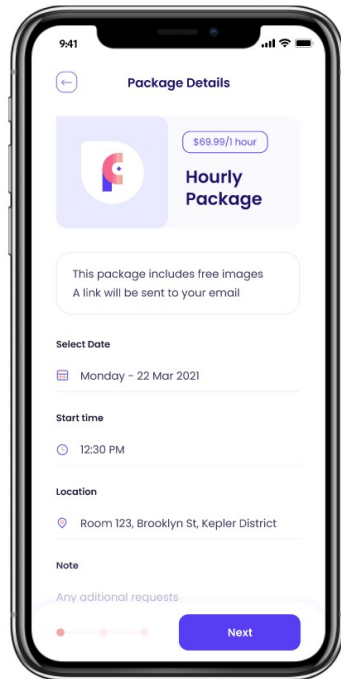 9:41
Package Details
$69.99/1 hour
Hourly
Package
This package includes free images
A link will be sent to your email
Select Date
Monday - 22 Mar 2021
Start time
12:30 PM
Location
Room 123, Brooklyn St, Kepler District
Note
Any aditional requests
Next